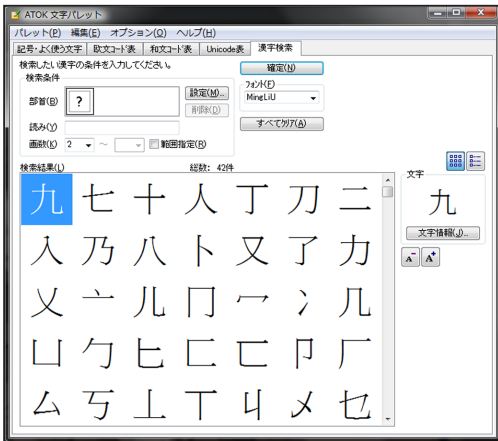 ATOK 文字パレット
パレット(P) 編集(E) オプション(O) ヘルプ(H)
記号・よく使う文字 欧文コード表 和文コード表 Unicode表 漢字検索
検索したい漢字の条件を入力してください。
確定(N)
検索条件
フォント(F)
部首(B) ? 設定(M)... MingLiU
削除(D)
すべてクリア(A)
読み(Y)
画数(K) 2 ～ 範囲指定(R)
検索結果(L) 総数: 42件
文字
九 七 十 人 丁 刀 二
九
入 乃 八 卜 又 了 力
文字情報(J)...
A- A+
乂 亠 儿 冂 冖 冫 几
凵 勹 匕 匚 匸 卩 厂
厶 丂 丄 丅 丩 乄 乜